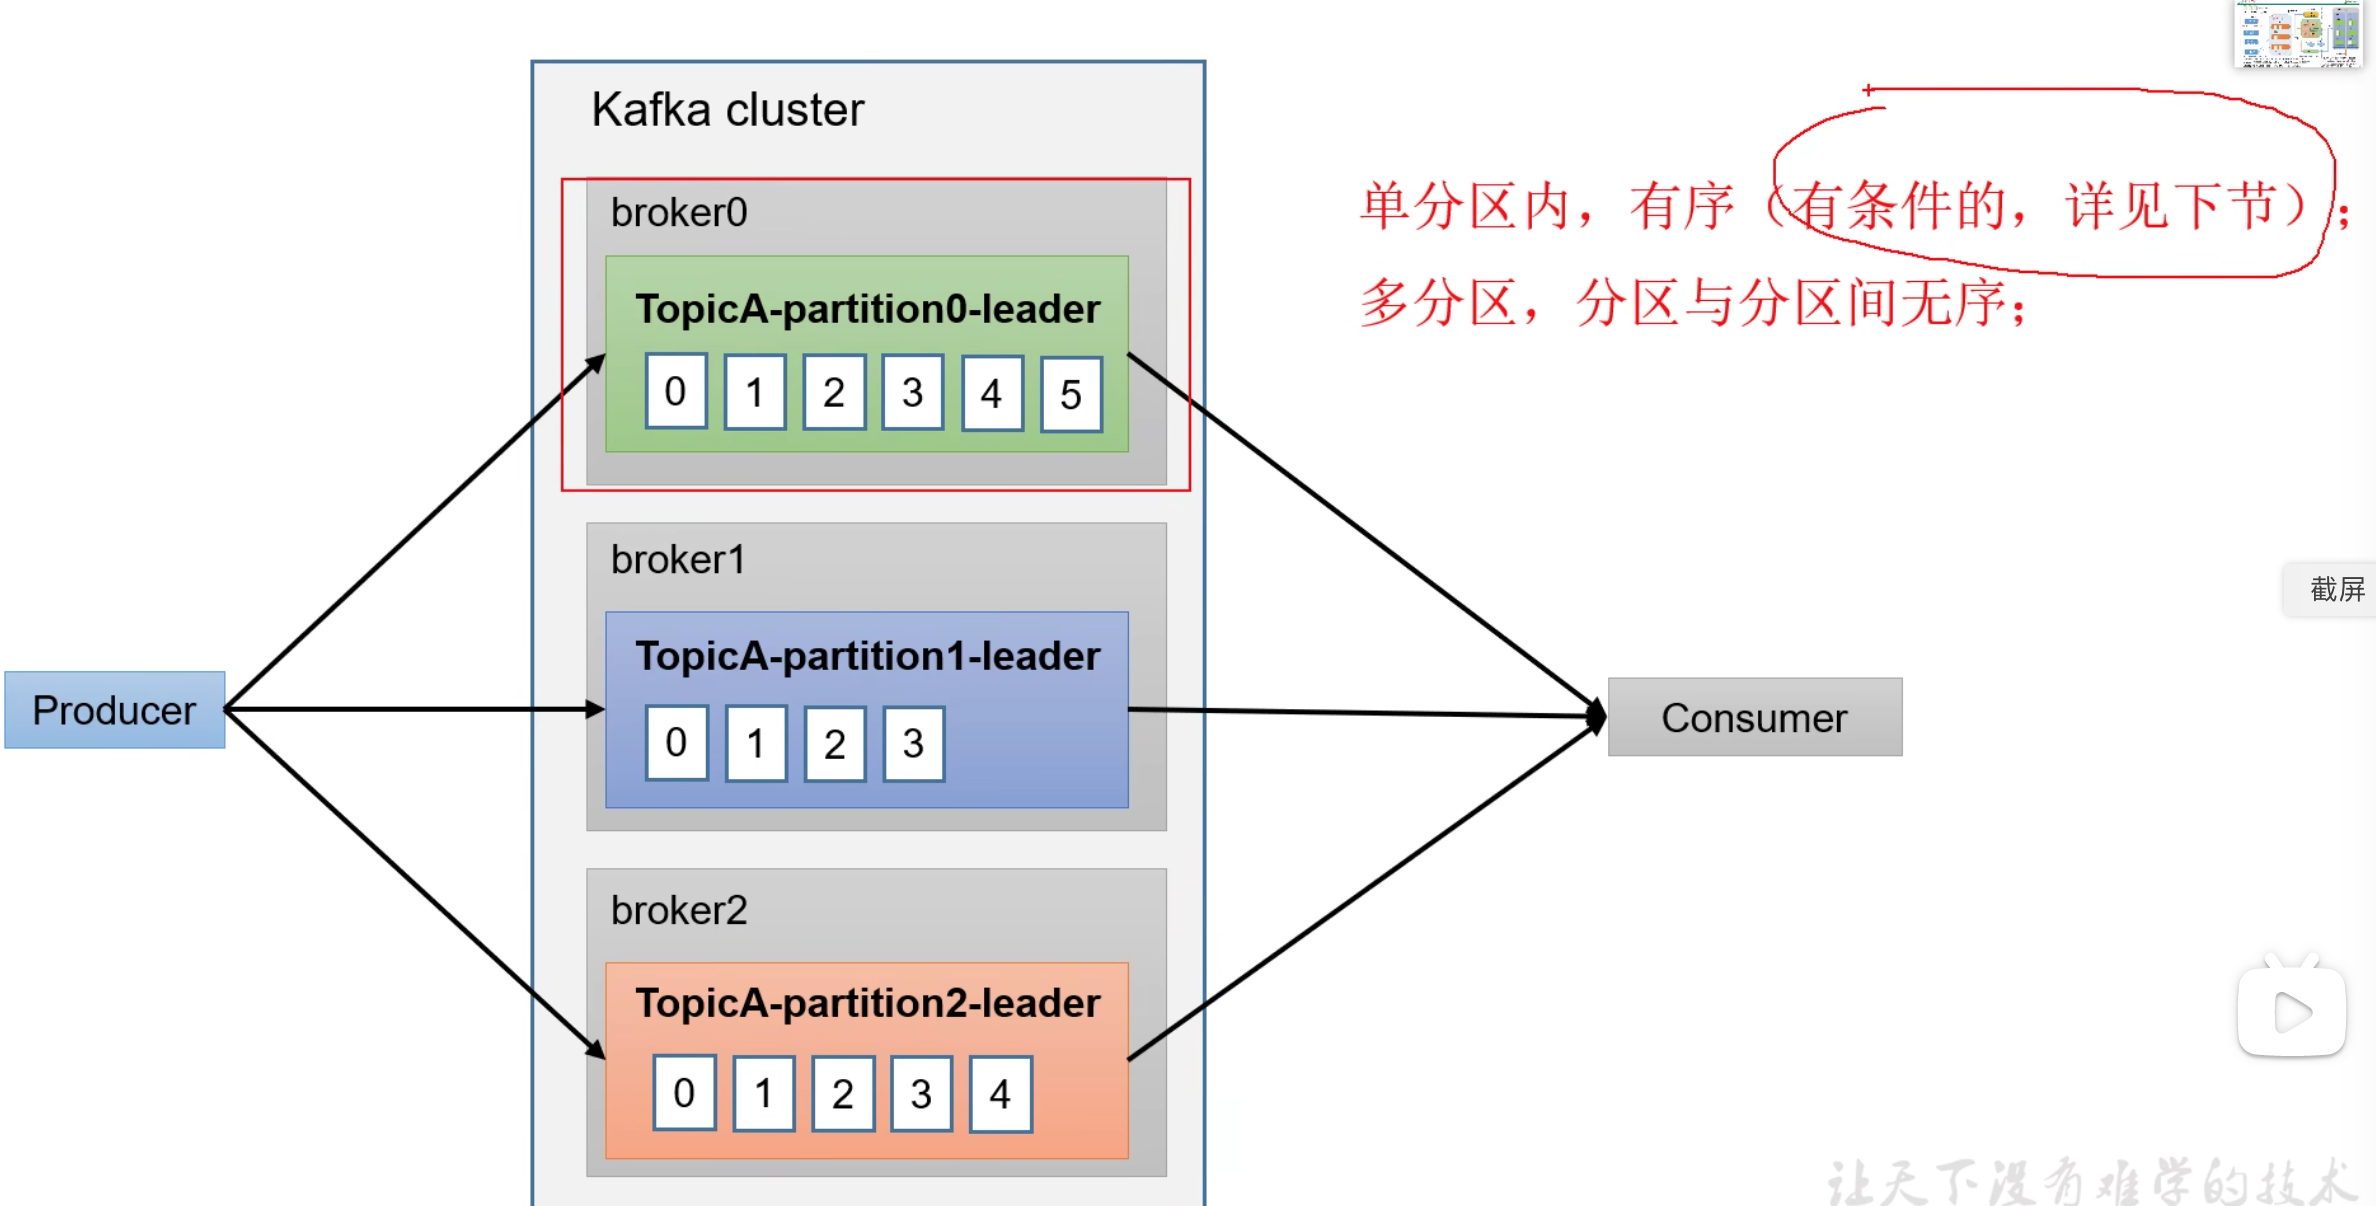 Kafka cluster
broker0
TopicA-partition0-leader
0 1 2 3 4 5
单分区内，有序（有条件的，详见下节）；
多分区，分区与分区间无序；
broker1
TopicA-partition1-leader
0 1 2 3
Producer
Consumer
截屏
broker2
TopicA-partition2-leader
0 1 2 3 4
让天下没有难学的技术